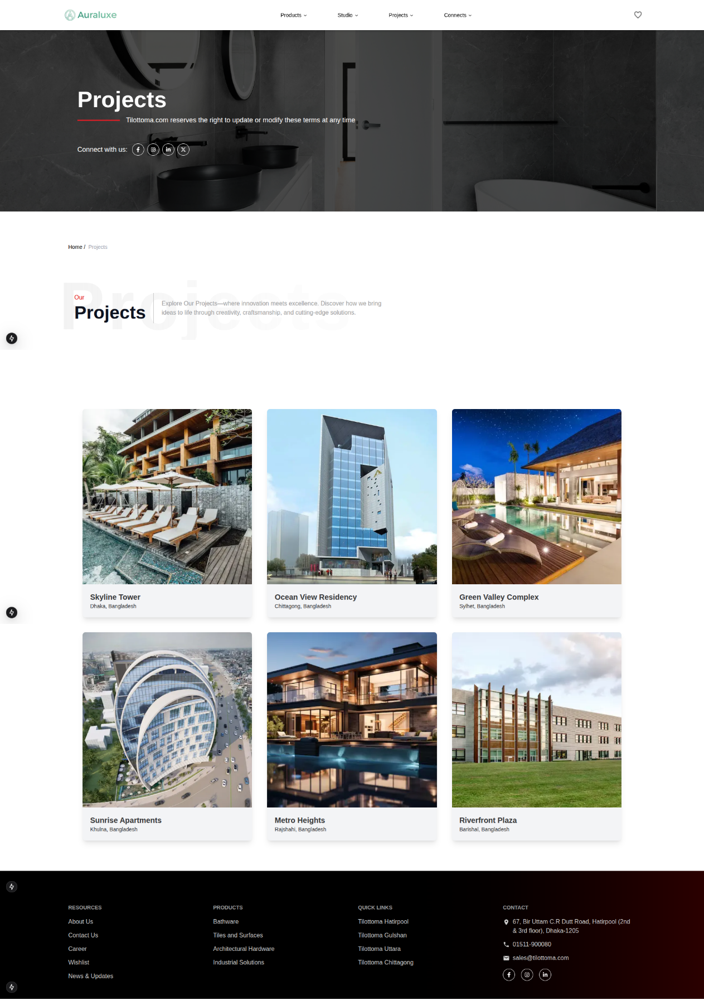 Auraluxe
Products
Studio
Projects
Connects
Projects
Tilottoma.com reserves the right to update or modify these terms at any time
Connect with us:
Home / Projects
Projects
Our
Projects
Explore Our Projects—where innovation meets excellence. Discover how we bring
ideas to life through creativity, craftsmanship, and cutting-edge solutions.
Skyline Tower
Dhaka, Bangladesh
Ocean View Residency
Chittagong, Bangladesh
Green Valley Complex
Sylhet, Bangladesh
Sunrise Apartments
Khulna, Bangladesh
Metro Heights
Rajshahi, Bangladesh
Riverfront Plaza
Barishal, Bangladesh
RESOURCES
About Us
Contact Us
Career
Wishlist
News & Updates
PRODUCTS
Bathware
Tiles and Surfaces
Architectural Hardware
Industrial Solutions
QUICK LINKS
Tilottoma Hatirpool
Tilottoma Gulshan
Tilottoma Uttara
Tilottoma Chittagong
CONTACT
67, Bir Uttam C.R Dutt Road, Hatirpool (2nd
& 3rd floor), Dhaka-1205
01511-900080
sales@tilottoma.com